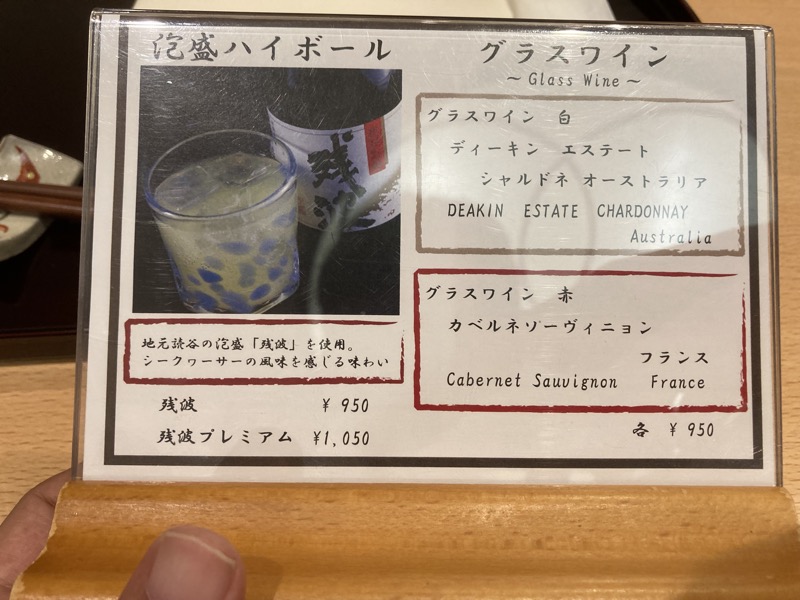 泡盛ハイボール
残波
地元読谷の泡盛「残波」を使用。
シークヮーサーの風味を感じる味わい
残波 ¥950
残波プレミアム ¥1,050
グラスワイン
~Glass Wine~
グラスワイン 白
ディーキン エステート
シャルドネ オーストラリア
DEAKIN ESTATE CHARDONNAY
Australia
グラスワイン 赤
カベルネソーヴィニヨン
フランス
Cabernet Sauvignon France
各 ¥950